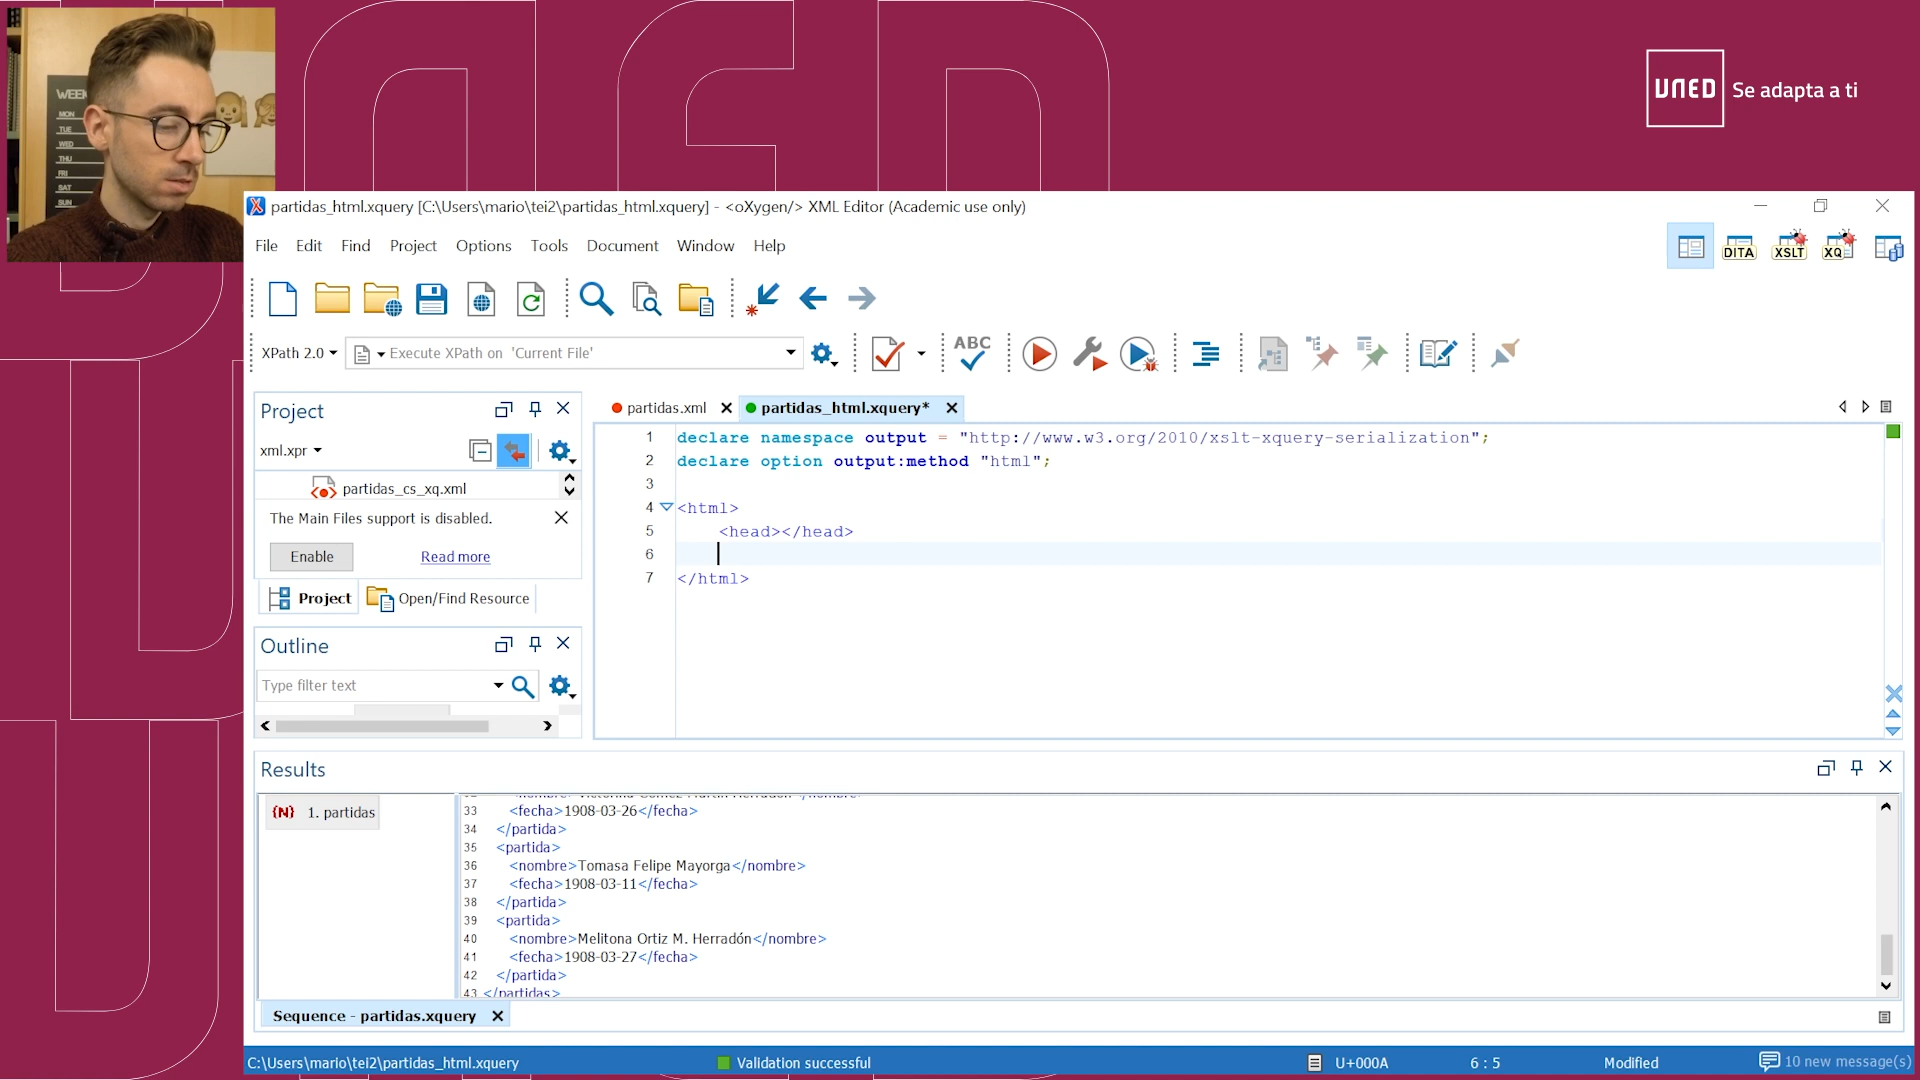 WEEK
MON
TUE
WED
THU
FRI
SAT
SUN
UNED Se adapta a ti
partidas_html.xquery [C:\Users\mario\tei2\partidas_html.xquery] - <oXygen/> XML Editor (Academic use only)
File Edit Find Project Options Tools Document Window Help
DITA XSLT XQ
XPath 2.0 Execute XPath on 'Current File' ABC
Project
xml.xpr
partidas_cs_xq.xml
The Main Files support is disabled.
Enable Read more
Project Open/Find Resource
Outline
Type filter text
partidas.xml partidas_html.xquery*
1 declare namespace output = "http://www.w3.org/2010/xslt-xquery-serialization";
2 declare option output:method "html";
3
4 <html>
5 <head></head>
6
7 </html>
Results
{N} 1. partidas
33 <fecha>1908-03-26</fecha>
34 </partida>
35 <partida>
36 <nombre>Tomasa Felipe Mayorga</nombre>
37 <fecha>1908-03-11</fecha>
38 </partida>
39 <partida>
40 <nombre>Melitona Ortiz M. Herradón</nombre>
41 <fecha>1908-03-27</fecha>
42 </partida>
43 </partidas>
Sequence - partidas.xquery
C:\Users\mario\tei2\partidas_html.xquery Validation successful U+000A 6 : 5 Modified 10 new message(s)